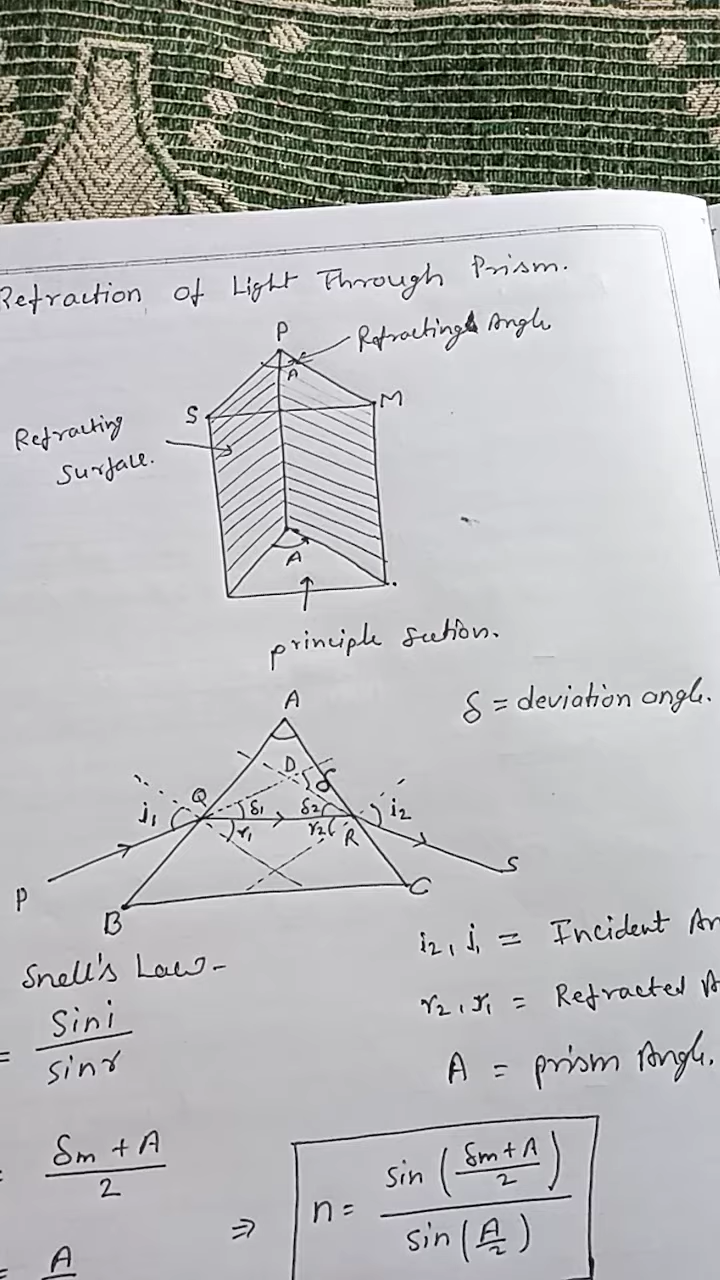 Refraction of Light Through Prism.
P
Refracting Angle
A
S
M
Refracting
Surface.
A
principle Section.
δ = deviation angle.
A
D
δ
Q
i₁
δ₁
δ₂
i₂
r₁
r₂
R
P
S
B
C
i₂, i₁ = Incident An
Snell's Law-
r₂, r₁ = Refracted A
= Sin i / sin r
A = prism Angle.
= δm + A / 2
⇒ n = sin (δm + A / 2) / sin (A / 2)
= A